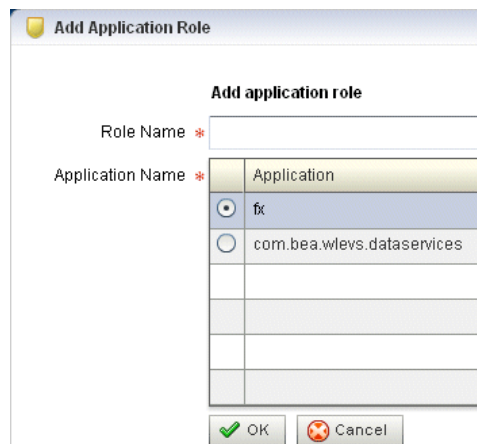 Add Application Role
Add application role
Role Name *
Application Name * Application
fx
com.bea.wlevs.dataservices
OK Cancel